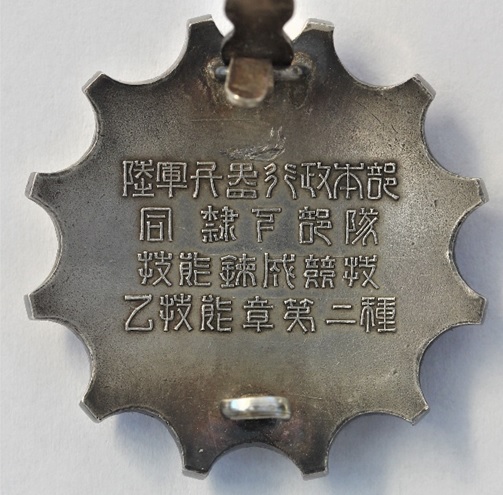 陸軍兵器行政本部
同隷下部隊
技能錬成競技
乙技能章第二種